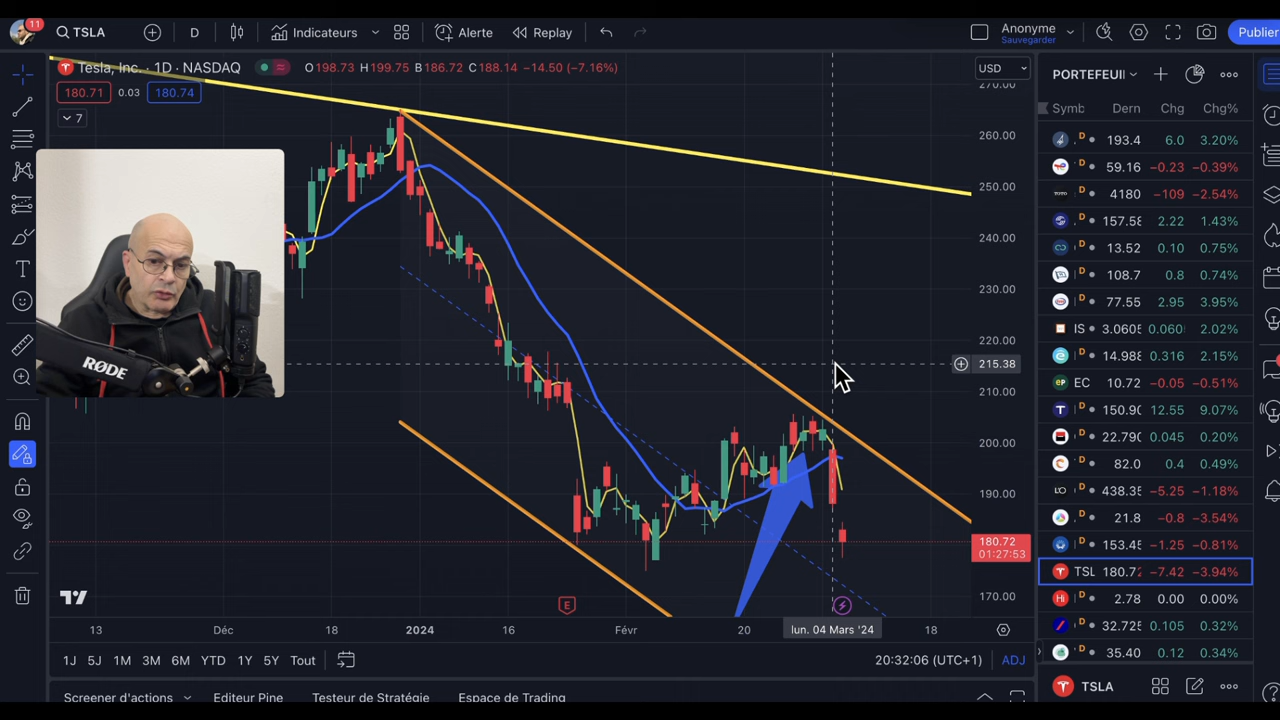 11
TSLA
D
Indicateurs
Alerte
Replay
Anonyme
Sauvegarder
Publier
Tesla, Inc. · 1D · NASDAQ
O198.73 H199.75 B186.72 C188.14 −14.50 (−7.16%)
180.71
0.03
180.74
7
USD
270.00
260.00
250.00
240.00
230.00
220.00
215.38
210.00
200.00
190.00
180.72
01:27:53
170.00
RØDE
E
13
Déc
18
2024
16
Févr
20
lun. 04 Mars '24
18
1J
5J
1M
3M
6M
YTD
1Y
5Y
Tout
20:32:06 (UTC+1)
ADJ
Screener d'actions
Editeur Pine
Testeur de Stratégie
Espace de Trading
PORTEFEUI
Symb Dern Chg Chg%
D 193.4 6.0 3.20%
D 59.16 −0.23 −0.39%
D 4180 −109 −2.54%
D 157.58 2.22 1.43%
D 13.52 0.10 0.75%
D 108.7 0.8 0.74%
D 77.55 2.95 3.95%
IS 3.0605 0.060 2.02%
D 14.988 0.316 2.15%
EC 10.72 −0.05 −0.51%
D 150.90 12.55 9.07%
D 22.790 0.045 0.20%
D 82.0 0.4 0.49%
D 438.35 −5.25 −1.18%
D 21.8 −0.8 −3.54%
D 153.45 −1.25 −0.81%
TSL 180.72 −7.42 −3.94%
D 2.78 0.00 0.00%
D 32.725 0.105 0.32%
D 35.40 0.12 0.34%
TSLA